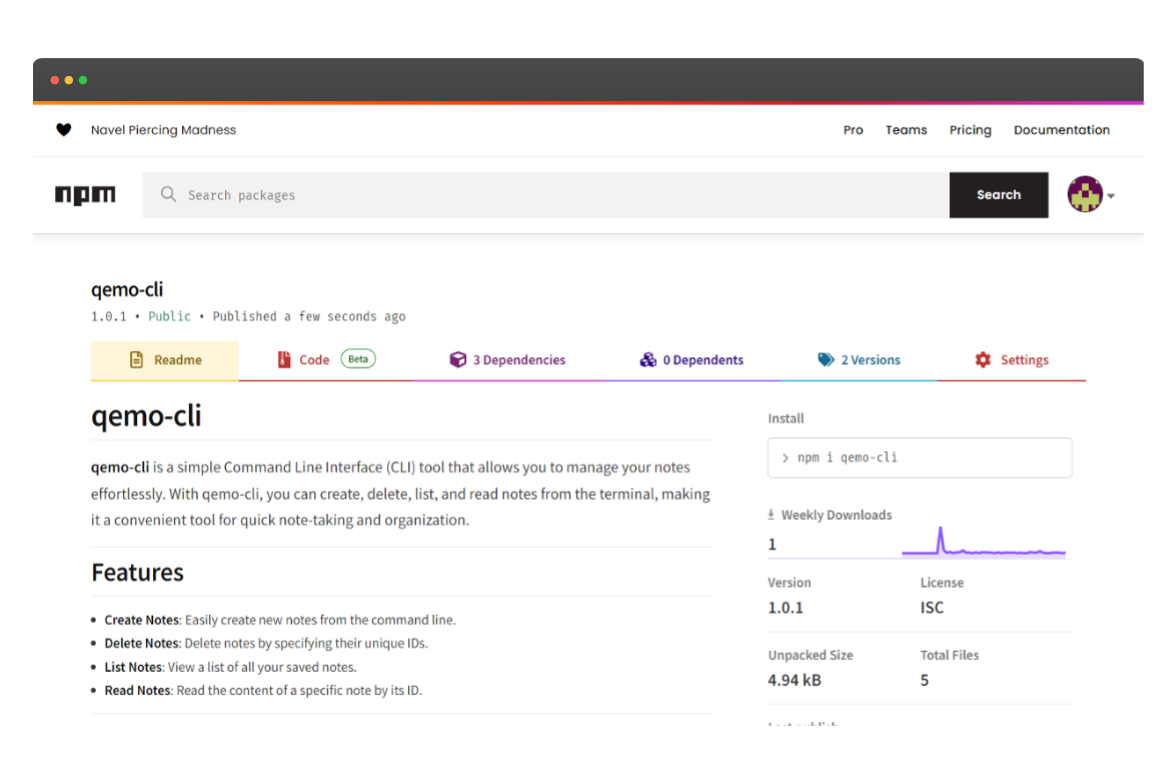 Navel Piercing Madness
Pro Teams Pricing Documentation
npm
Search packages
Search
qemo-cli
1.0.1 • Public • Published a few seconds ago
Readme
Code Beta
3 Dependencies
0 Dependents
2 Versions
Settings
qemo-cli
qemo-cli is a simple Command Line Interface (CLI) tool that allows you to manage your notes
effortlessly. With qemo-cli, you can create, delete, list, and read notes from the terminal, making
it a convenient tool for quick note-taking and organization.
Features
• Create Notes: Easily create new notes from the command line.
• Delete Notes: Delete notes by specifying their unique IDs.
• List Notes: View a list of all your saved notes.
• Read Notes: Read the content of a specific note by its ID.
Install
> npm i qemo-cli
Weekly Downloads
1
Version License
1.0.1 ISC
Unpacked Size Total Files
4.94 kB 5